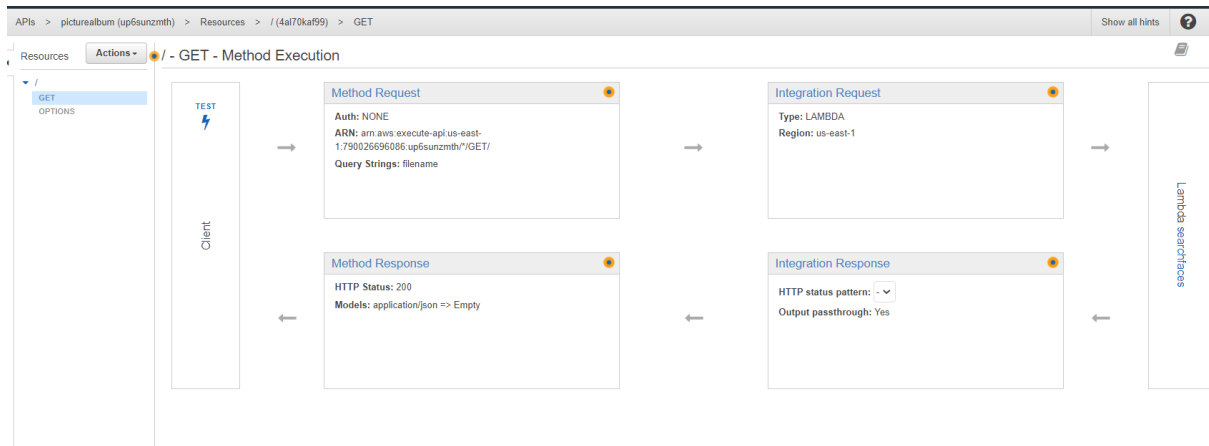 APIs > picturealbum (up6sunzmth) > Resources > / (4al70kaf99) > GET
Show all hints
?
Resources
Actions
/ - GET - Method Execution
/
GET
OPTIONS
TEST
Client
Method Request
Auth: NONE
ARN: arn:aws:execute-api:us-east-
1:790026696086:up6sunzmth/*/GET/
Query Strings: filename
Integration Request
Type: LAMBDA
Region: us-east-1
Lambda searchfaces
Method Response
HTTP Status: 200
Models: application/json => Empty
Integration Response
HTTP status pattern: -
Output passthrough: Yes